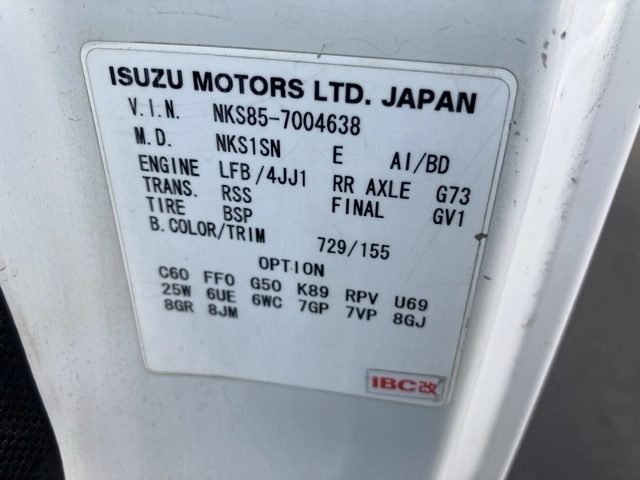 ISUZU MOTORS LTD. JAPAN
V.I.N. NKS85-7004638
M.D. NKS1SN E AI/BD
ENGINE LFB/4JJ1 RR AXLE G73
TRANS. RSS FINAL GV1
TIRE BSP
B.COLOR/TRIM 729/155
OPTION
C60 FF0 G50 K89 RPV U69
25W 6UE 6WC 7GP 7VP 8GJ
8GR 8JM
IBC改